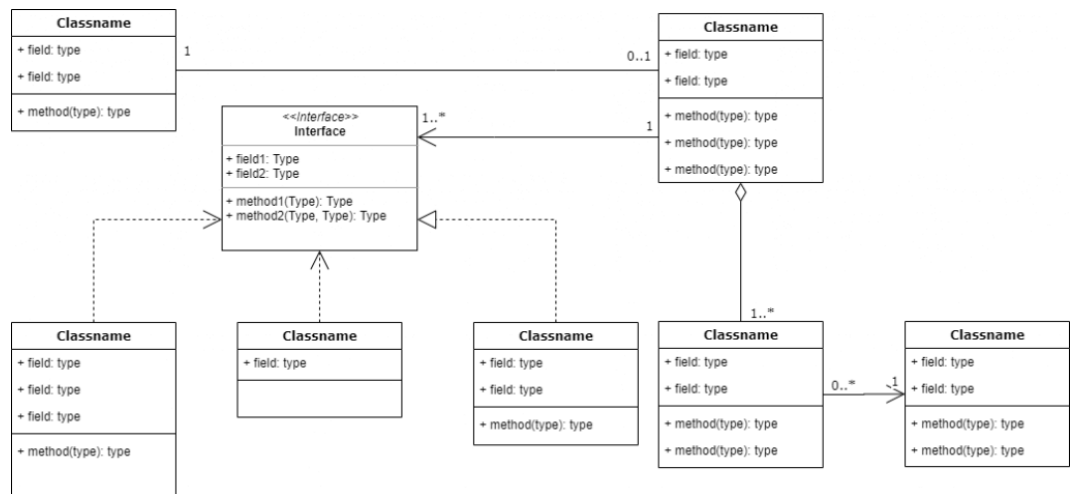 Classname
+ field: type
+ field: type
+ method(type): type
1
0..1
Classname
+ field: type
+ field: type
+ method(type): type
+ method(type): type
+ method(type): type
<<Interface>>
Interface
+ field1: Type
+ field2: Type
+ method1(Type): Type
+ method2(Type, Type): Type
1..*
1
Classname
+ field: type
+ field: type
+ field: type
+ method(type): type
Classname
+ field: type
Classname
+ field: type
+ field: type
+ method(type): type
1..*
Classname
+ field: type
+ field: type
+ method(type): type
+ method(type): type
0..*
1
Classname
+ field: type
+ field: type
+ method(type): type
+ method(type): type